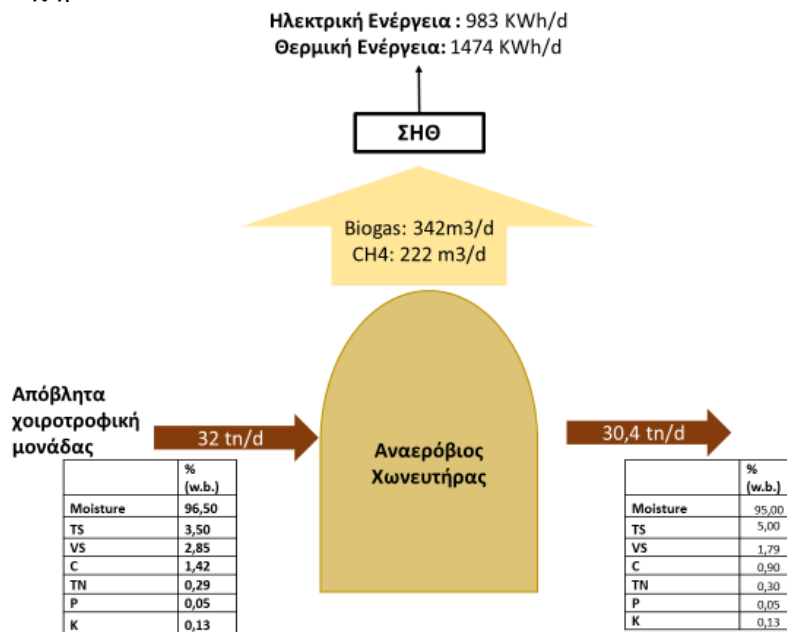 Ηλεκτρική Ενέργεια : 983 KWh/d
Θερμική Ενέργεια: 1474 KWh/d
ΣΗΘ
Biogas: 342m3/d
CH4: 222 m3/d
Απόβλητα
χοιροτροφική
μονάδας
32 tn/d
Αναερόβιος
Χωνευτήρας
30,4 tn/d
% (w.b.)
Moisture 96,50
TS 3,50
VS 2,85
C 1,42
TN 0,29
P 0,05
K 0,13
% (w.b.)
Moisture 95,00
TS 5,00
VS 1,79
C 0,90
TN 0,30
P 0,05
K 0,13